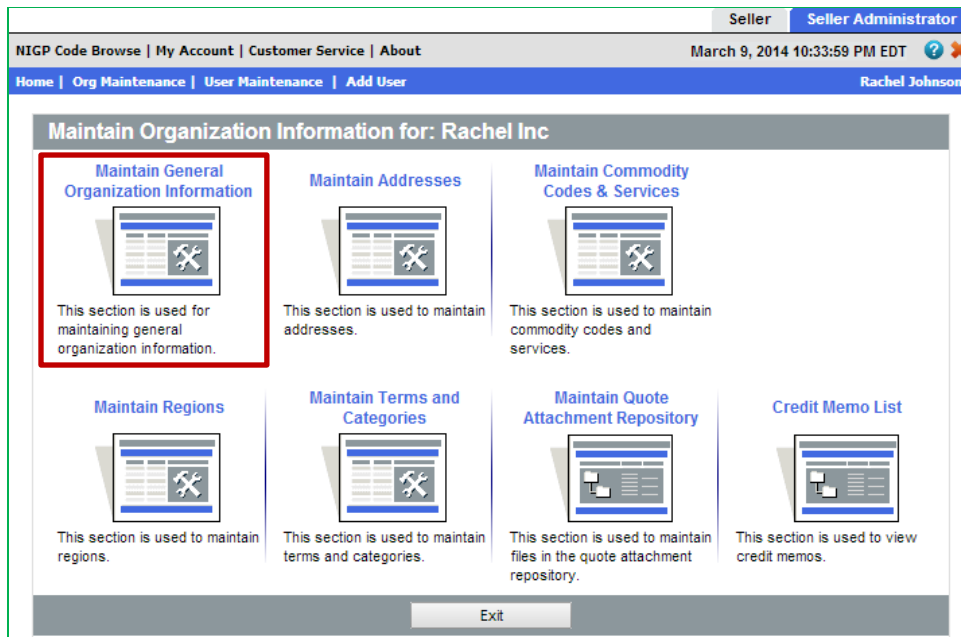 Seller Seller Administrator
NIGP Code Browse | My Account | Customer Service | About March 9, 2014 10:33:59 PM EDT
Home | Org Maintenance | User Maintenance | Add User Rachel Johnson
Maintain Organization Information for: Rachel Inc
Maintain General
Organization Information
This section is used for
maintaining general
organization information.
Maintain Addresses
This section is used to maintain
addresses.
Maintain Commodity
Codes & Services
This section is used to maintain
commodity codes and
services.
Maintain Regions
This section is used to maintain
regions.
Maintain Terms and
Categories
This section is used to maintain
terms and categories.
Maintain Quote
Attachment Repository
This section is used to maintain
files in the quote attachment
repository.
Credit Memo List
This section is used to view
credit memos.
Exit